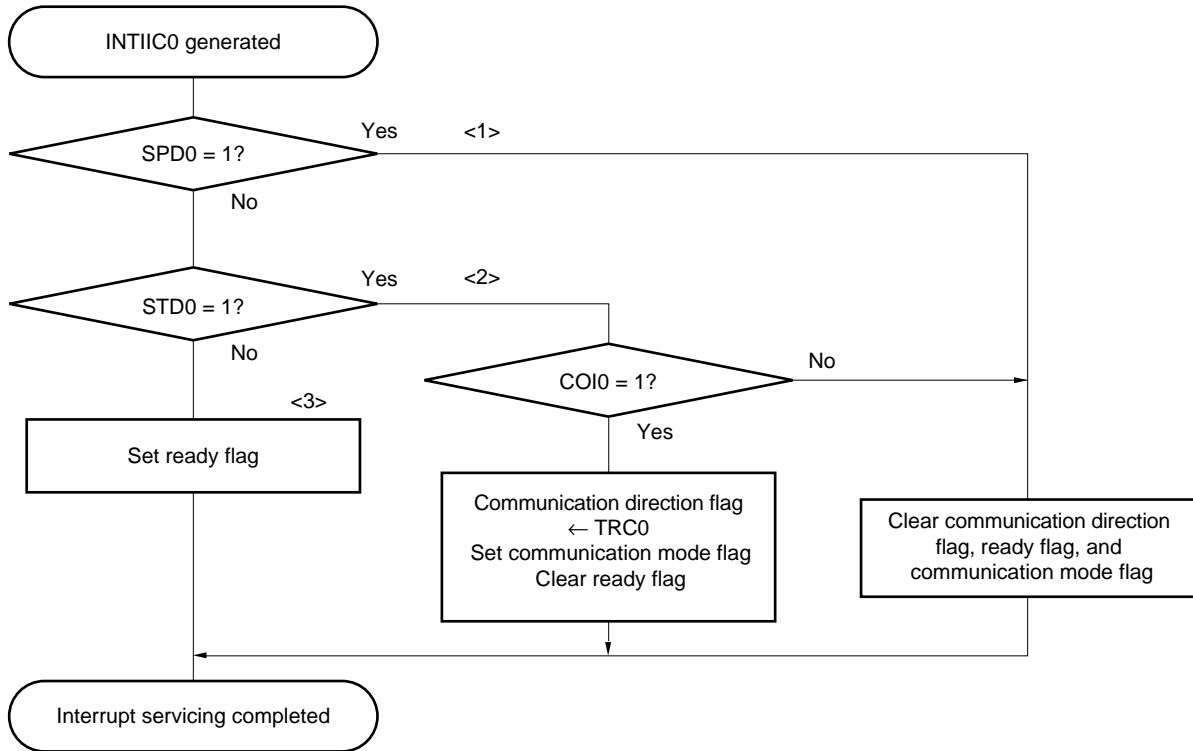 INTIIC0 generated
Yes
<1>
SPD0 = 1?
No
Yes
<2>
STD0 = 1?
No
COI0 = 1?
No
<3>
Yes
Set ready flag
Communication direction flag
← TRC0
Set communication mode flag
Clear ready flag
Clear communication direction
flag, ready flag, and
communication mode flag
Interrupt servicing completed